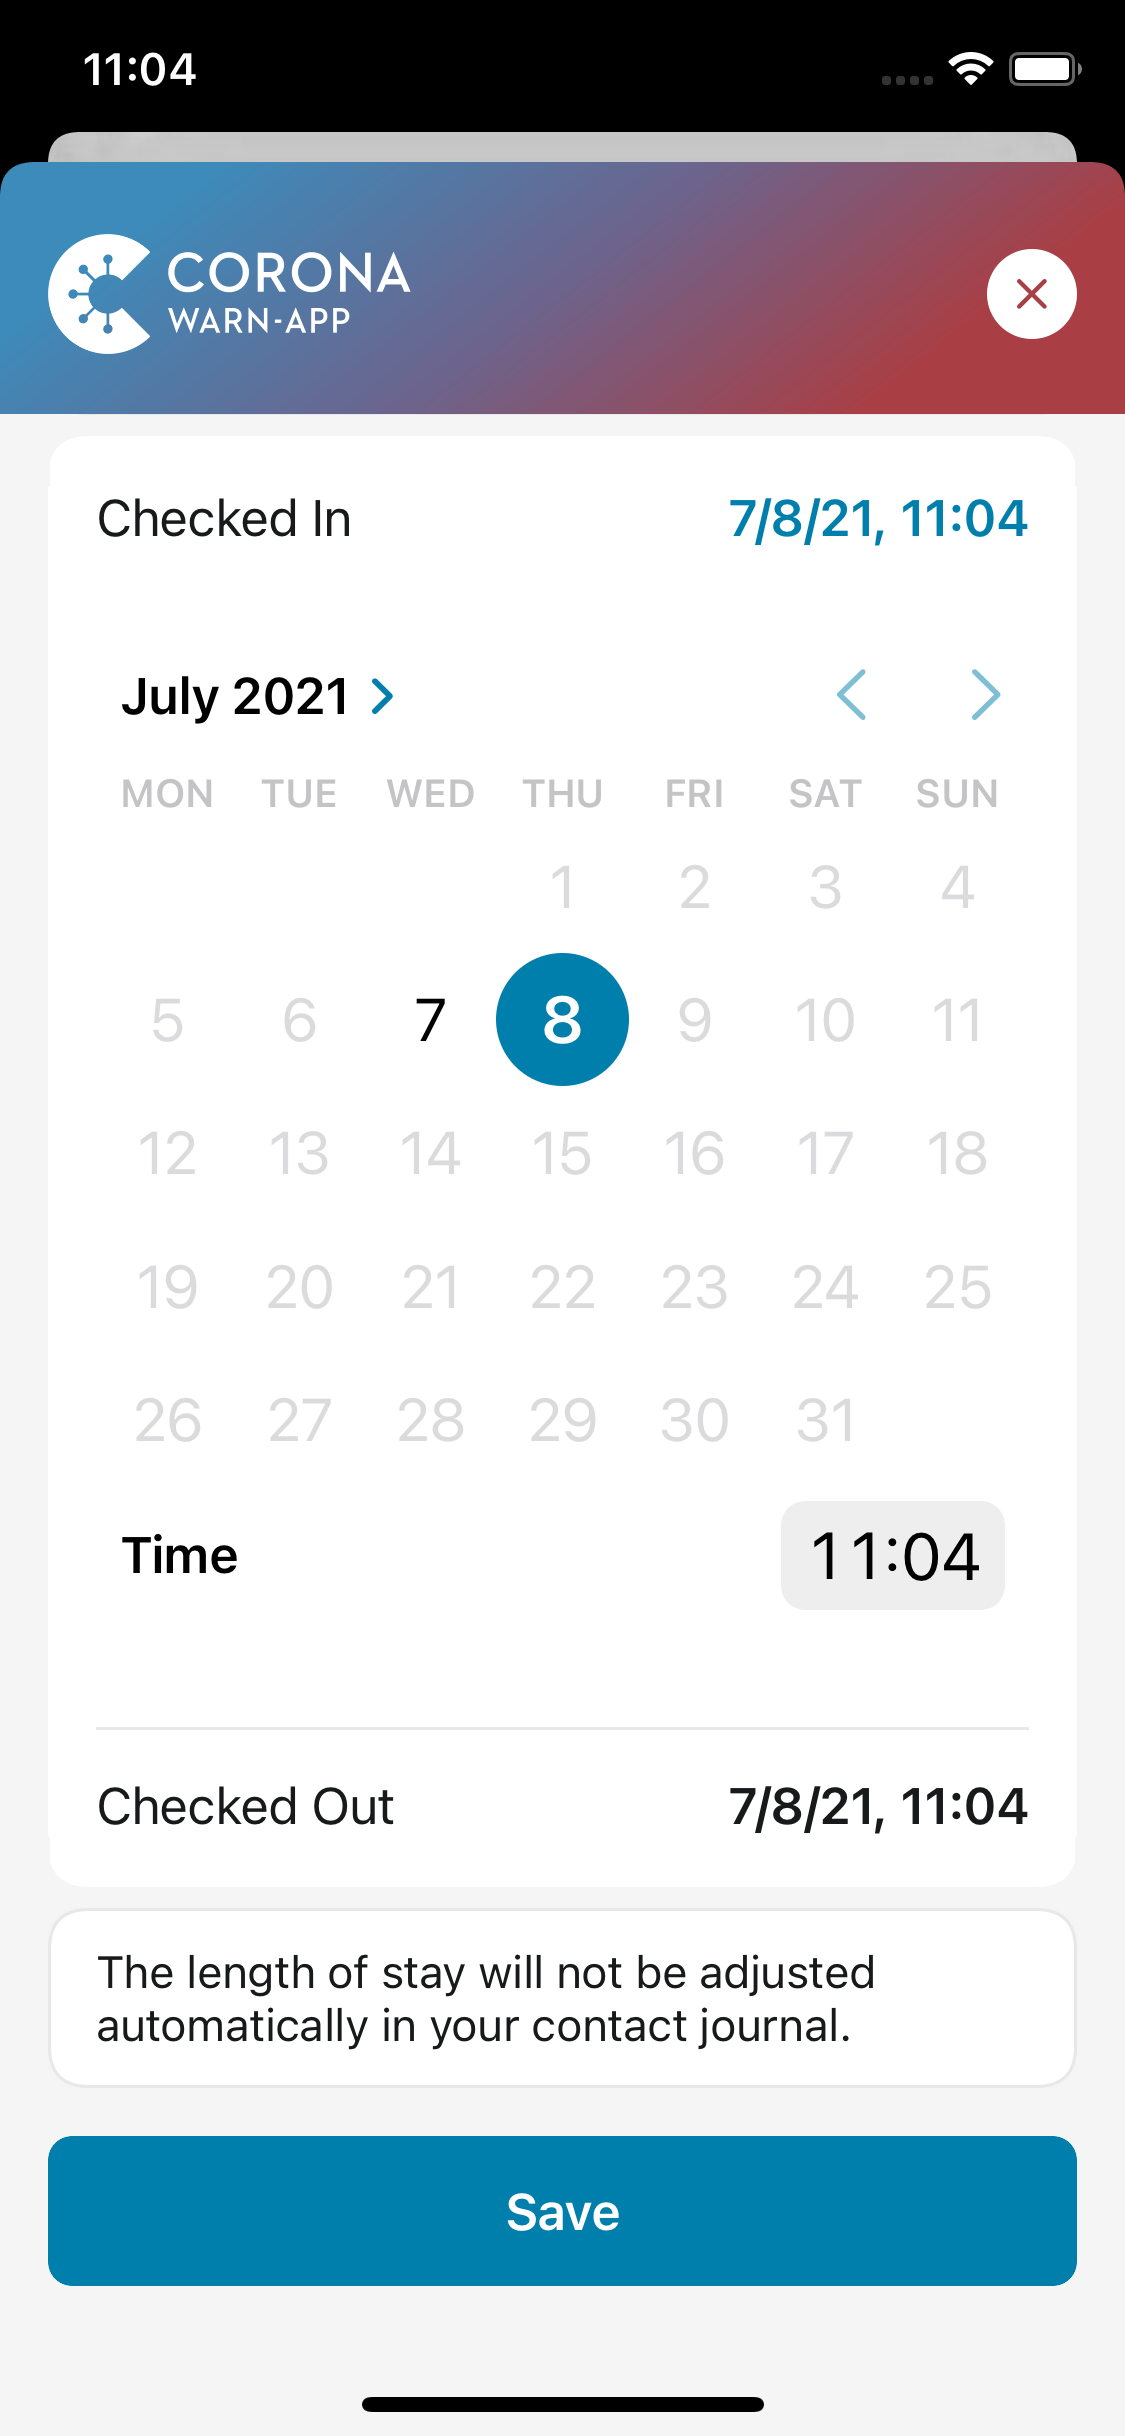 11:04
CORONA
WARN-APP
Checked In 7/8/21, 11:04
July 2021
MON TUE WED THU FRI SAT SUN
1 2 3 4
5 6 7 8 9 10 11
12 13 14 15 16 17 18
19 20 21 22 23 24 25
26 27 28 29 30 31
Time 11:04
Checked Out 7/8/21, 11:04
The length of stay will not be adjusted
automatically in your contact journal.
Save